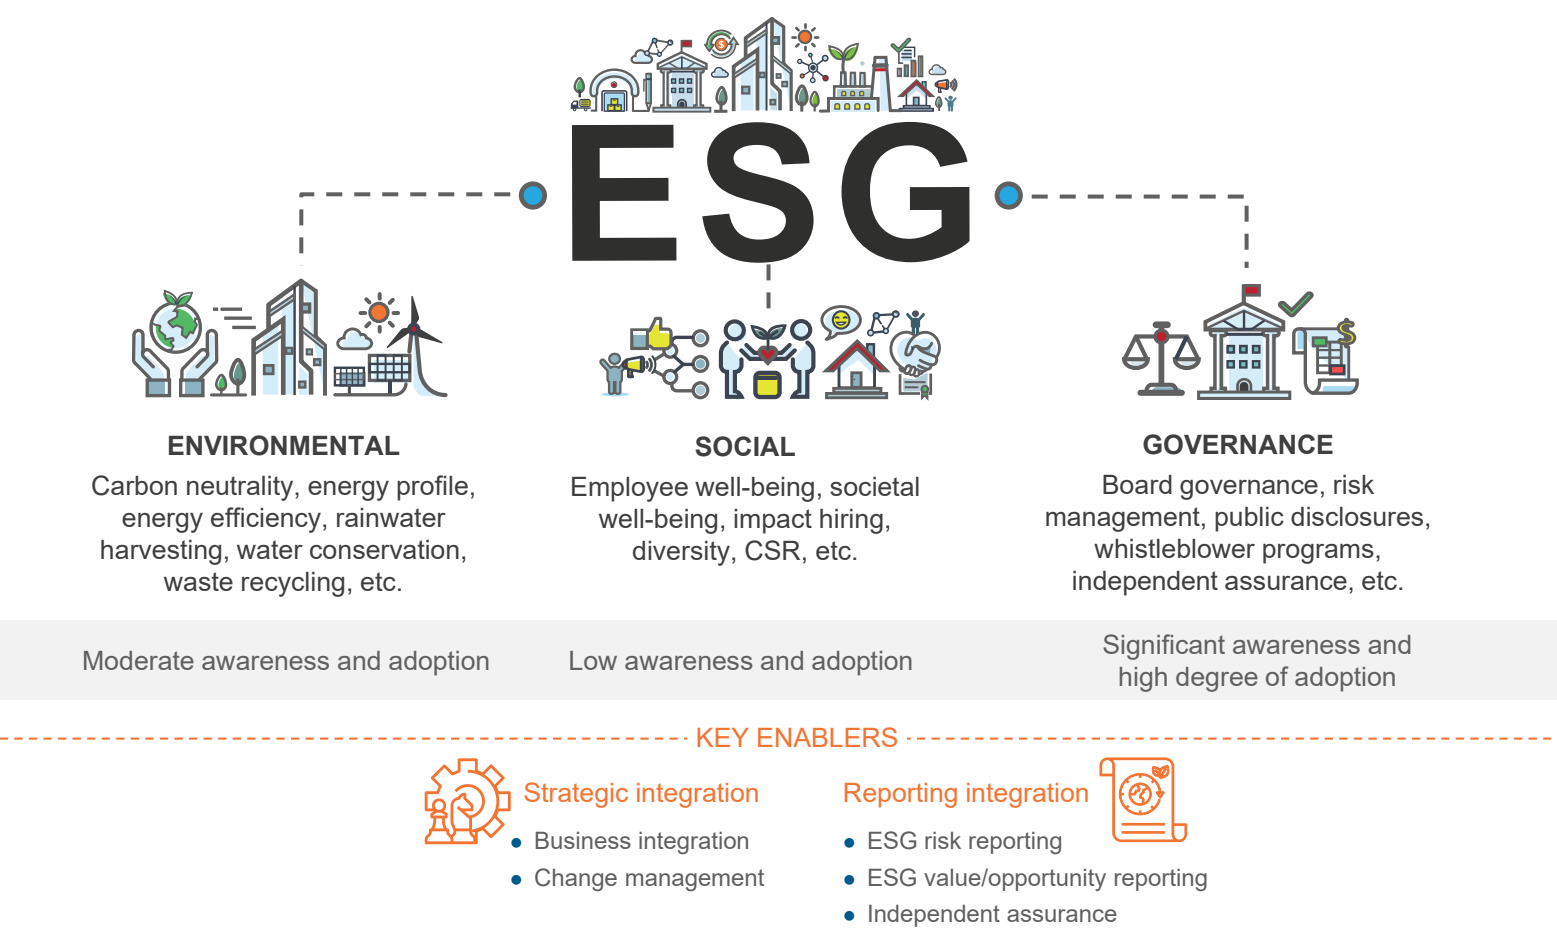 ESG
ENVIRONMENTAL
Carbon neutrality, energy profile,
energy efficiency, rainwater
harvesting, water conservation,
waste recycling, etc.
SOCIAL
Employee well-being, societal
well-being, impact hiring,
diversity, CSR, etc.
GOVERNANCE
Board governance, risk
management, public disclosures,
whistleblower programs,
independent assurance, etc.
Moderate awareness and adoption
Low awareness and adoption
Significant awareness and
high degree of adoption
KEY ENABLERS
Strategic integration
● Business integration
● Change management
Reporting integration
● ESG risk reporting
● ESG value/opportunity reporting
● Independent assurance